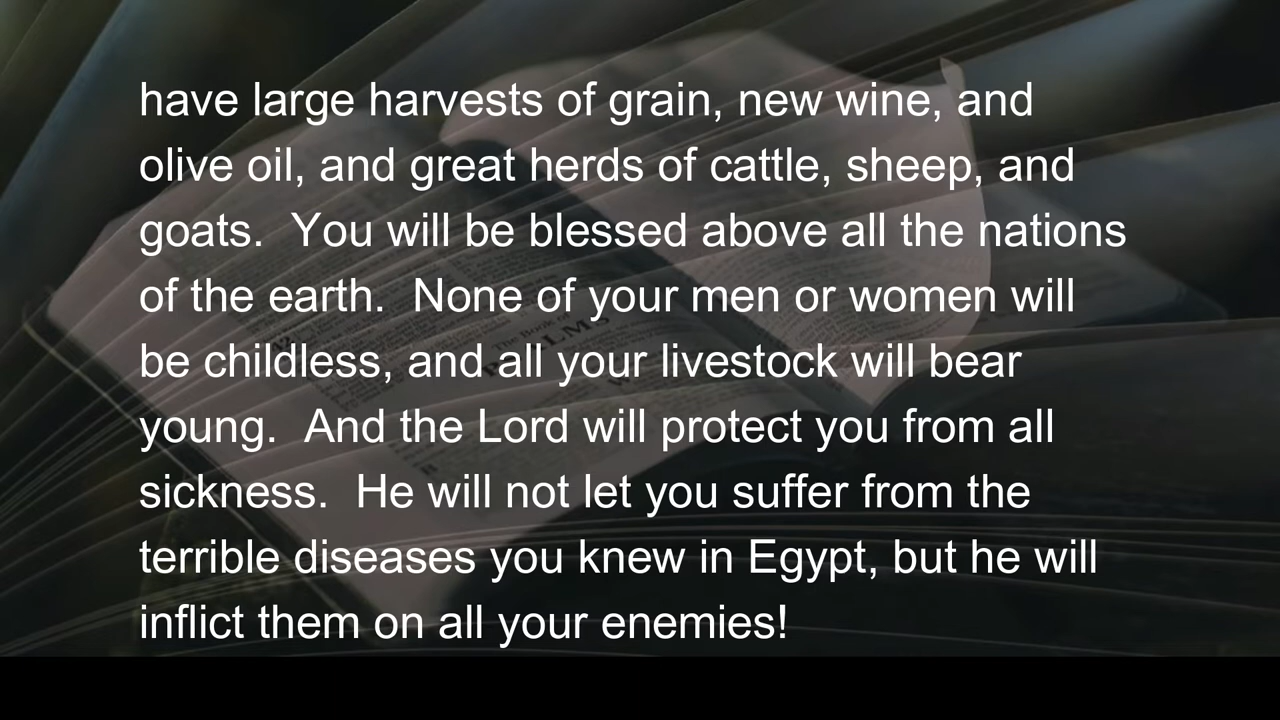 have large harvests of grain, new wine, and
olive oil, and great herds of cattle, sheep, and
goats.  You will be blessed above all the nations
of the earth.  None of your men or women will
be childless, and all your livestock will bear
young.  And the Lord will protect you from all
sickness.  He will not let you suffer from the
terrible diseases you knew in Egypt, but he will
inflict them on all your enemies!
The Book of
PSALMS